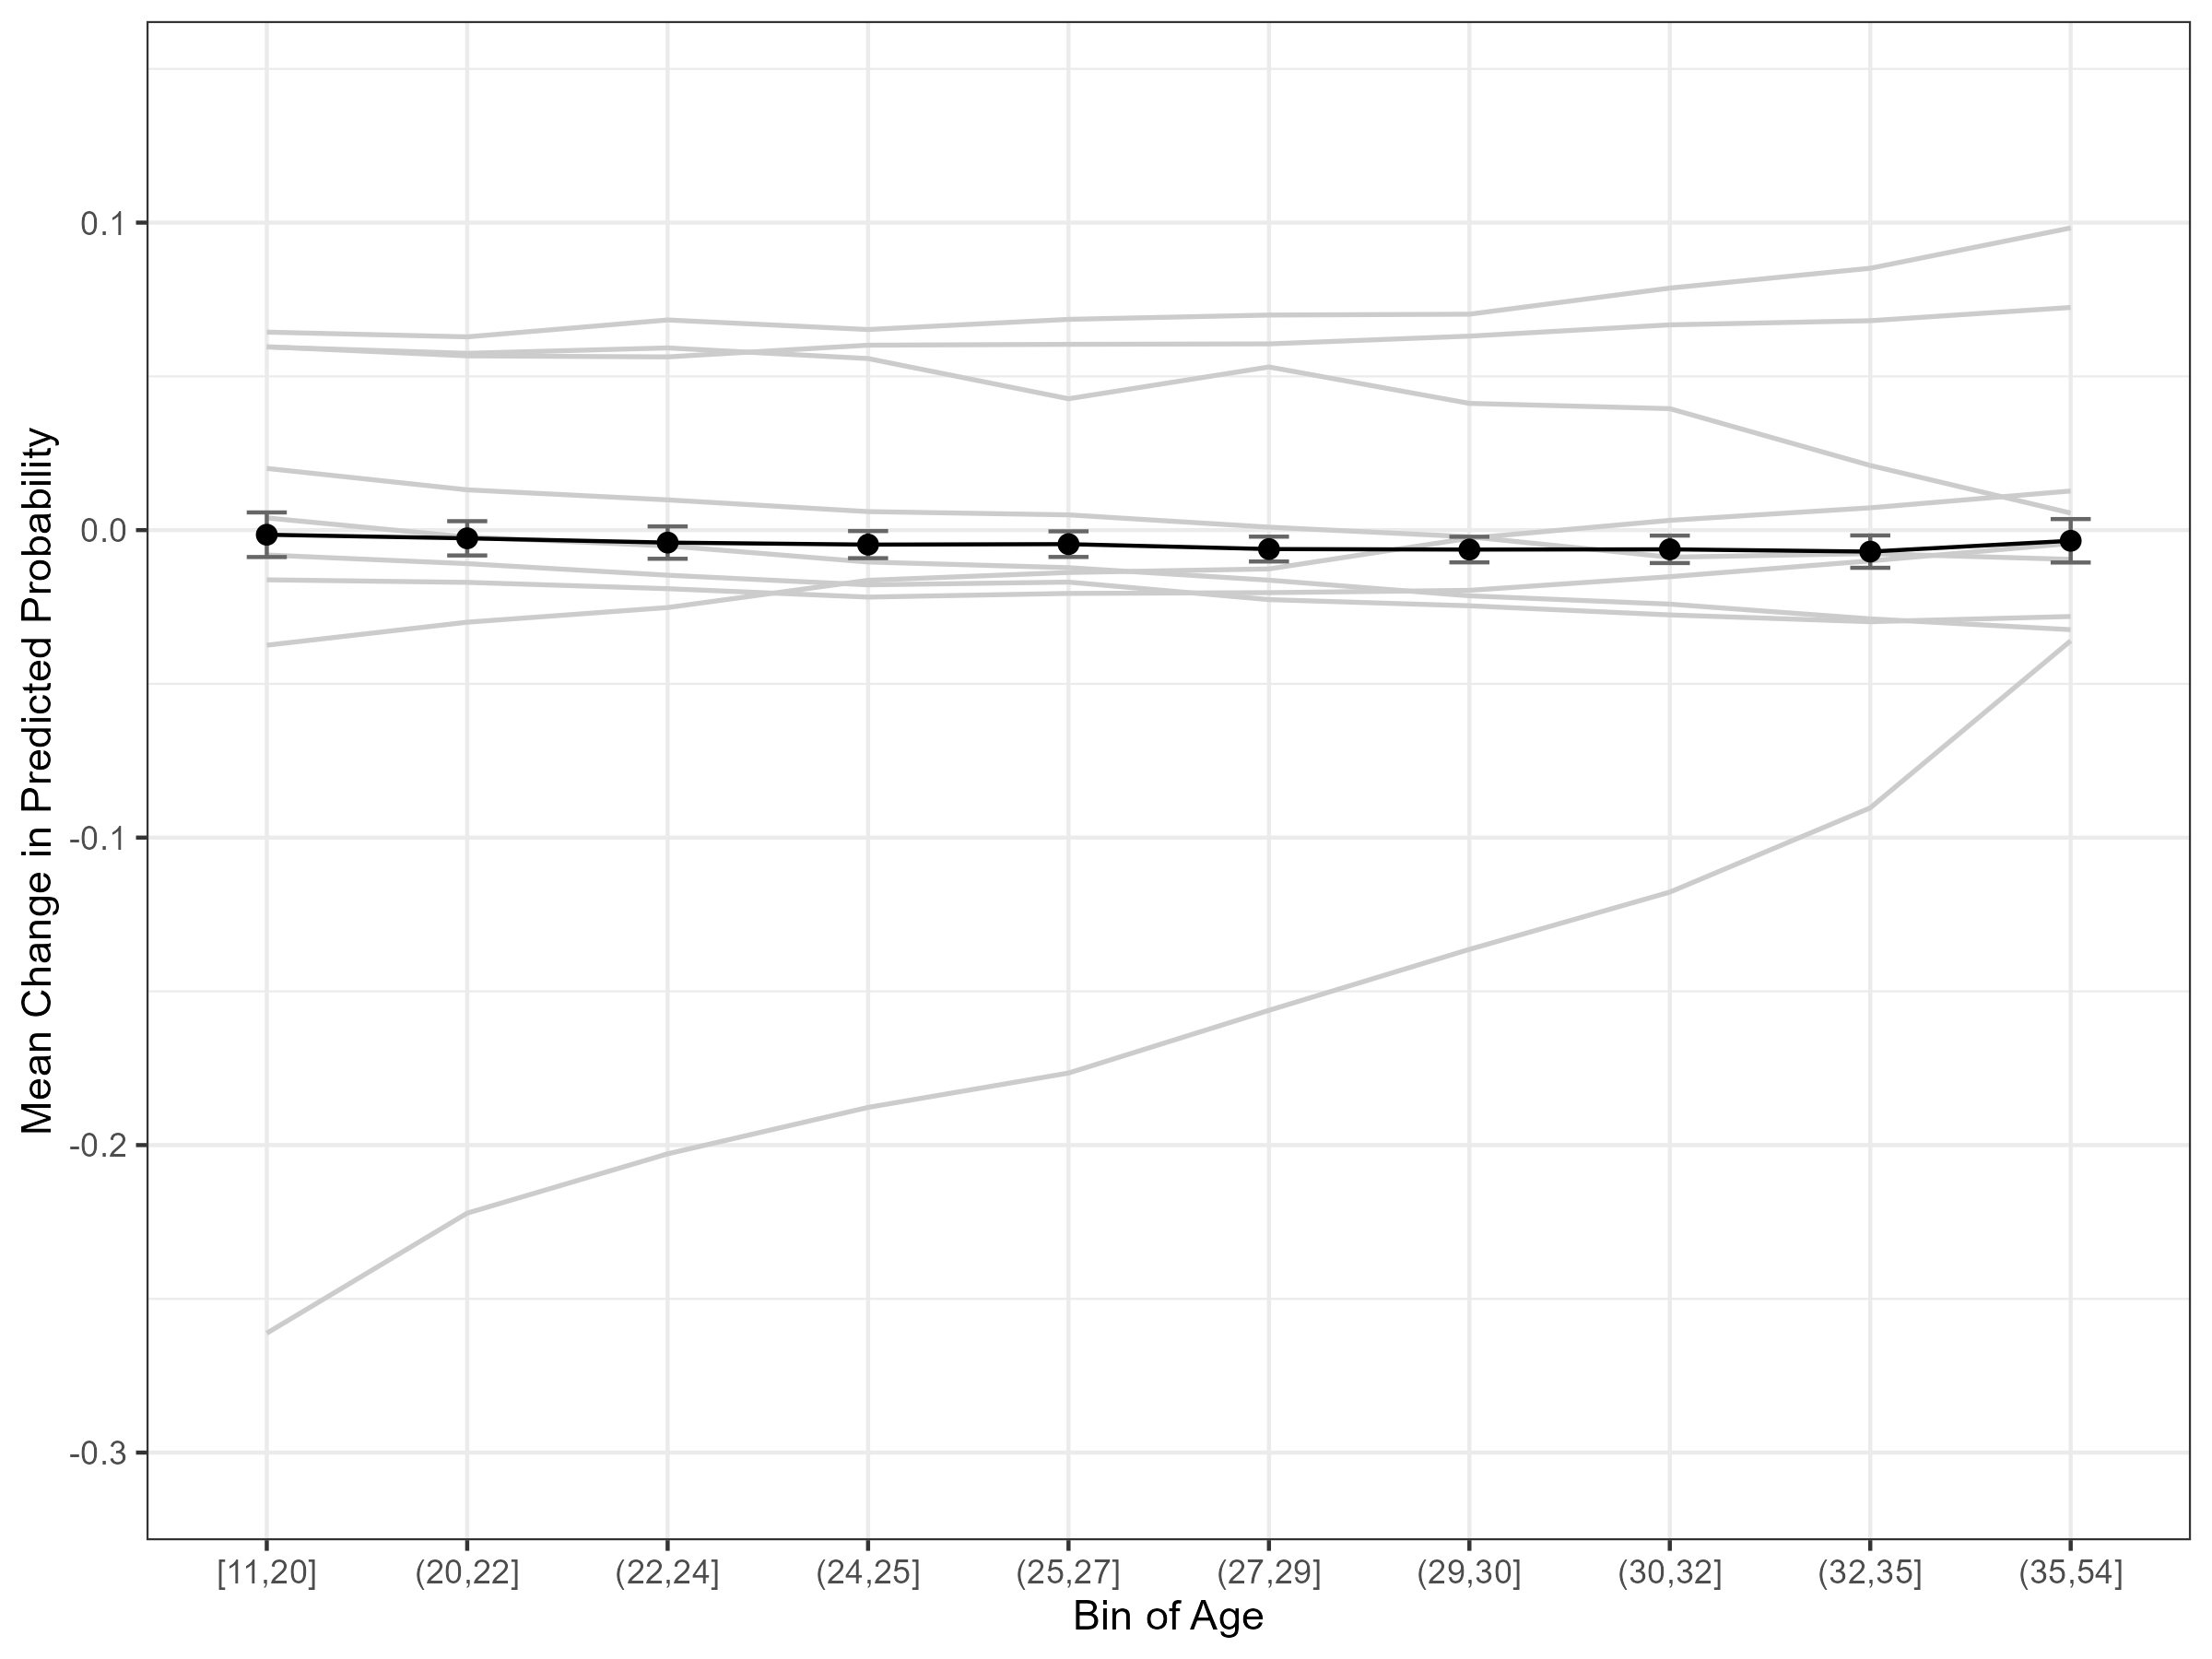 Mean Change in Predicted Probability
0.1
0.0
-0.1
-0.2
-0.3
[11,20] (20,22] (22,24] (24,25] (25,27] (27,29] (29,30] (30,32] (32,35] (35,54]
Bin of Age